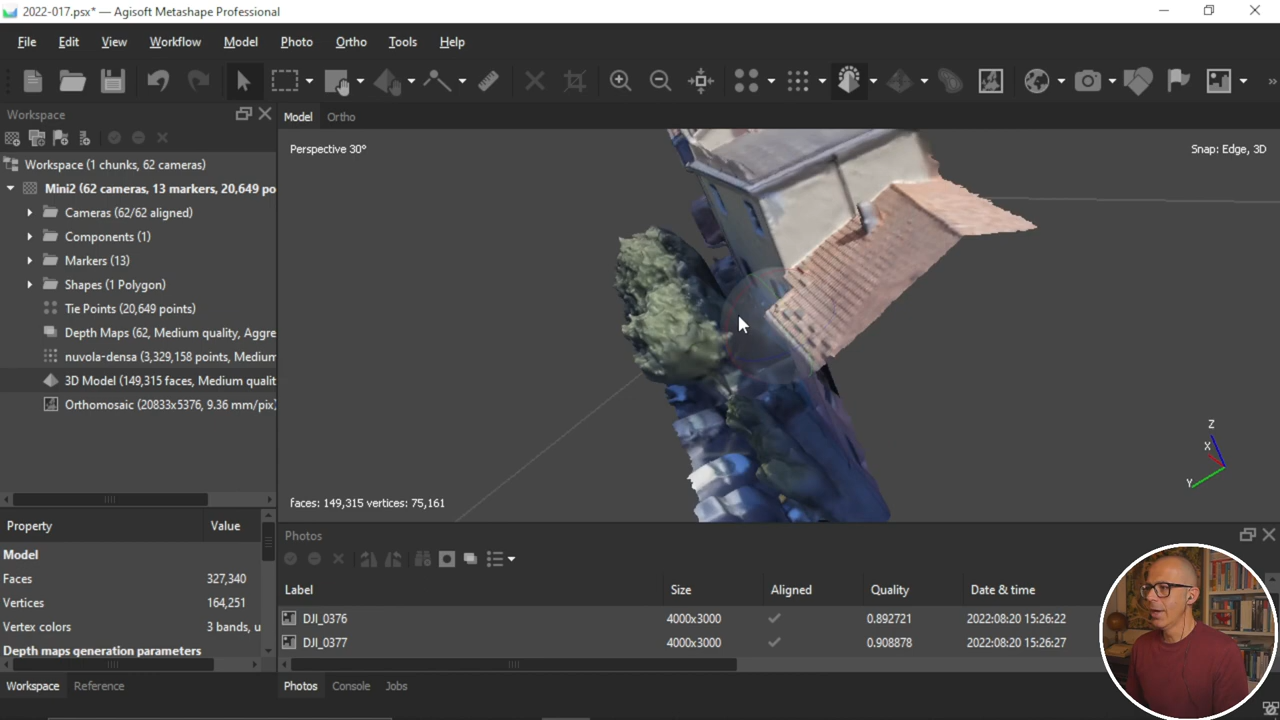 2022-017.psx* — Agisoft Metashape Professional
File Edit View Workflow Model Photo Ortho Tools Help
Workspace
Model Ortho
Perspective 30°
Snap: Edge, 3D
Workspace (1 chunks, 62 cameras)
Mini2 (62 cameras, 13 markers, 20,649 po
Cameras (62/62 aligned)
Components (1)
Markers (13)
Shapes (1 Polygon)
Tie Points (20,649 points)
Depth Maps (62, Medium quality, Aggre
nuvola-densa (3,329,158 points, Medium
3D Model (149,315 faces, Medium qualit
Orthomosaic (20833x5376, 9.36 mm/pix)
Z
X
Y
faces: 149,315 vertices: 75,161
Property Value
Model
Faces 327,340
Vertices 164,251
Vertex colors 3 bands, u
Depth maps generation parameters
Workspace Reference
Photos
Label Size Aligned Quality Date & time
DJI_0376 4000x3000 0.892721 2022:08:20 15:26:22
DJI_0377 4000x3000 0.908878 2022:08:20 15:26:27
Photos Console Jobs